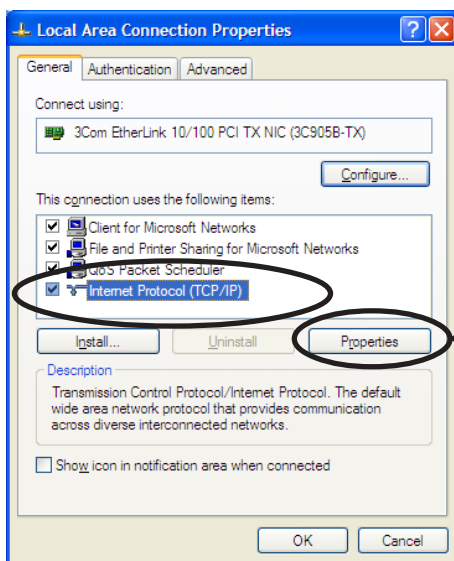 Local Area Connection Properties
General Authentication Advanced
Connect using:
3Com EtherLink 10/100 PCI TX NIC (3C905B-TX)
Configure...
This connection uses the following items:
Client for Microsoft Networks
File and Printer Sharing for Microsoft Networks
QoS Packet Scheduler
Internet Protocol (TCP/IP)
Install... Uninstall Properties
Description
Transmission Control Protocol/Internet Protocol. The default
wide area network protocol that provides communication
across diverse interconnected networks.
Show icon in notification area when connected
OK Cancel